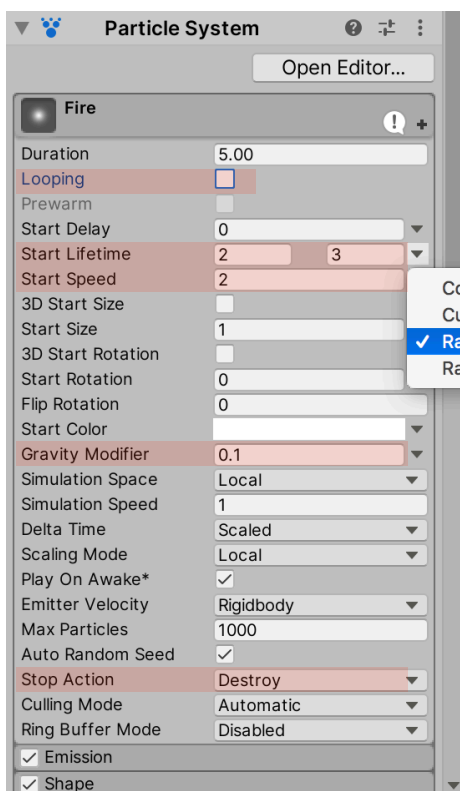 Particle System
Open Editor...
Fire
Duration 5.00
Looping
Prewarm
Start Delay 0
Start Lifetime 2 3
Start Speed 2
3D Start Size
Co
Start Size 1
Cu
3D Start Rotation
Ra
Start Rotation 0
Ra
Flip Rotation 0
Start Color
Gravity Modifier 0.1
Simulation Space Local
Simulation Speed 1
Delta Time Scaled
Scaling Mode Local
Play On Awake*
Emitter Velocity Rigidbody
Max Particles 1000
Auto Random Seed
Stop Action Destroy
Culling Mode Automatic
Ring Buffer Mode Disabled
Emission
Shape